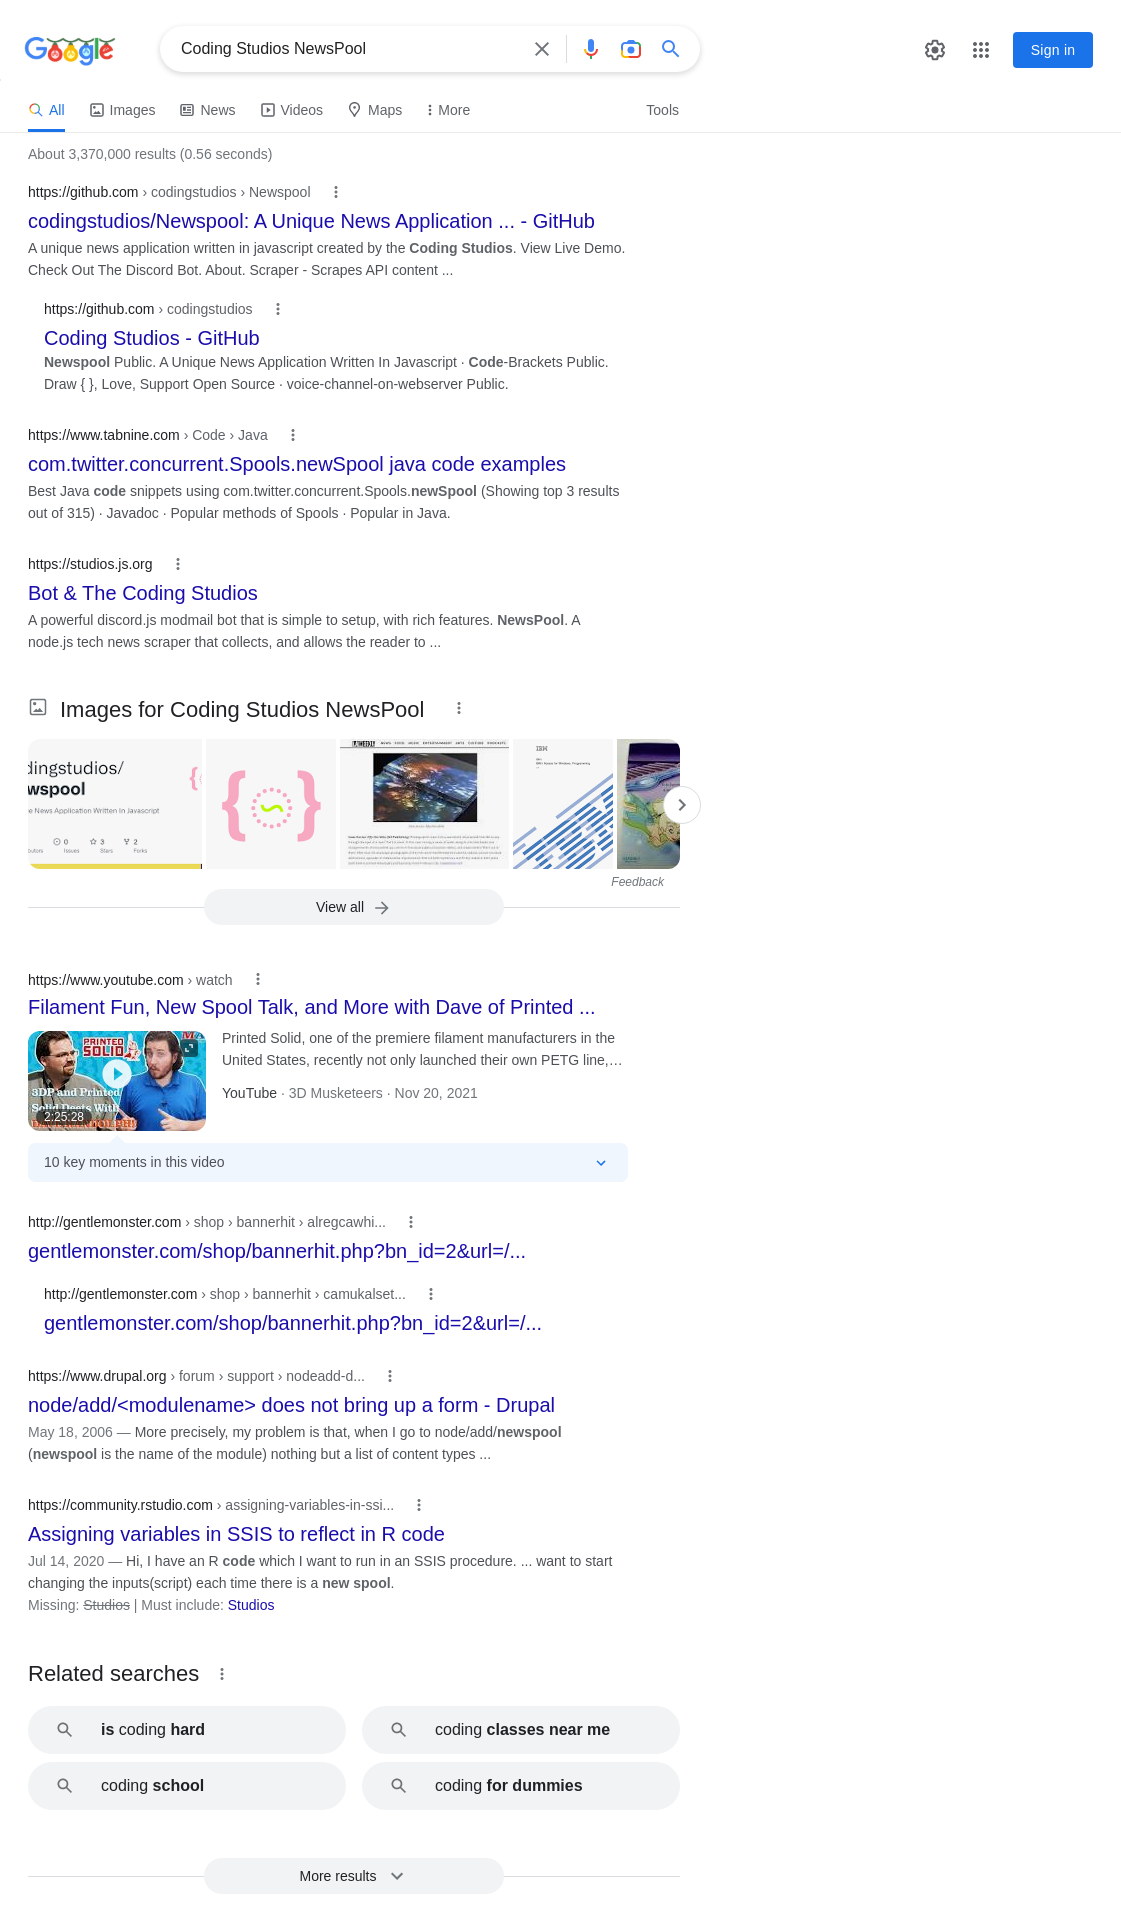 Google
Coding Studios NewsPool
Sign in
All
Images
News
Videos
Maps
More
Tools
About 3,370,000 results (0.56 seconds)
https://github.com › codingstudios › Newspool
codingstudios/Newspool: A Unique News Application ... - GitHub
A unique news application written in javascript created by the Coding Studios. View Live Demo.
Check Out The Discord Bot. About. Scraper - Scrapes API content ...
https://github.com › codingstudios
Coding Studios - GitHub
Newspool Public. A Unique News Application Written In Javascript · Code-Brackets Public.
Draw { }, Love, Support Open Source · voice-channel-on-webserver Public.
https://www.tabnine.com › Code › Java
com.twitter.concurrent.Spools.newSpool java code examples
Best Java code snippets using com.twitter.concurrent.Spools.newSpool (Showing top 3 results
out of 315) · Javadoc · Popular methods of Spools · Popular in Java.
https://studios.js.org
Bot & The Coding Studios
A powerful discord.js modmail bot that is simple to setup, with rich features. NewsPool. A
node.js tech news scraper that collects, and allows the reader to ...
Images for Coding Studios NewsPool
dingstudios/
wspool
e News Application Written In Javascript
0
3
2
utors
Issues
Stars
Forks
IBM
Feedback
View all
https://www.youtube.com › watch
Filament Fun, New Spool Talk, and More with Dave of Printed ...
PRINTED
SOLID
3DP and Printed
Solid Deets With
2:25:28
Printed Solid, one of the premiere filament manufacturers in the
United States, recently not only launched their own PETG line,…
YouTube · 3D Musketeers · Nov 20, 2021
10 key moments in this video
http://gentlemonster.com › shop › bannerhit › alregcawhi...
gentlemonster.com/shop/bannerhit.php?bn_id=2&url=/...
http://gentlemonster.com › shop › bannerhit › camukalset...
gentlemonster.com/shop/bannerhit.php?bn_id=2&url=/...
https://www.drupal.org › forum › support › nodeadd-d...
node/add/<modulename> does not bring up a form - Drupal
May 18, 2006 — More precisely, my problem is that, when I go to node/add/newspool
(newspool is the name of the module) nothing but a list of content types ...
https://community.rstudio.com › assigning-variables-in-ssi...
Assigning variables in SSIS to reflect in R code
Jul 14, 2020 — Hi, I have an R code which I want to run in an SSIS procedure. ... want to start
changing the inputs(script) each time there is a new spool.
Missing: Studios | Must include: Studios
Related searches
is coding hard
coding classes near me
coding school
coding for dummies
More results